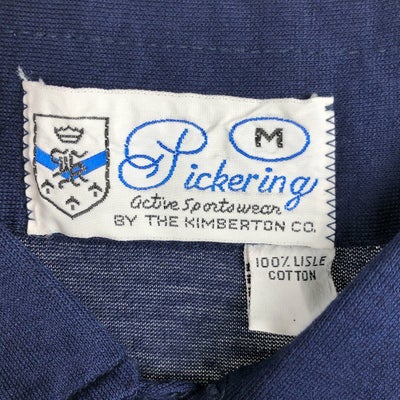 Pickering
M
active Sportswear
BY THE KIMBERTON CO.
100% LISLE
COTTON